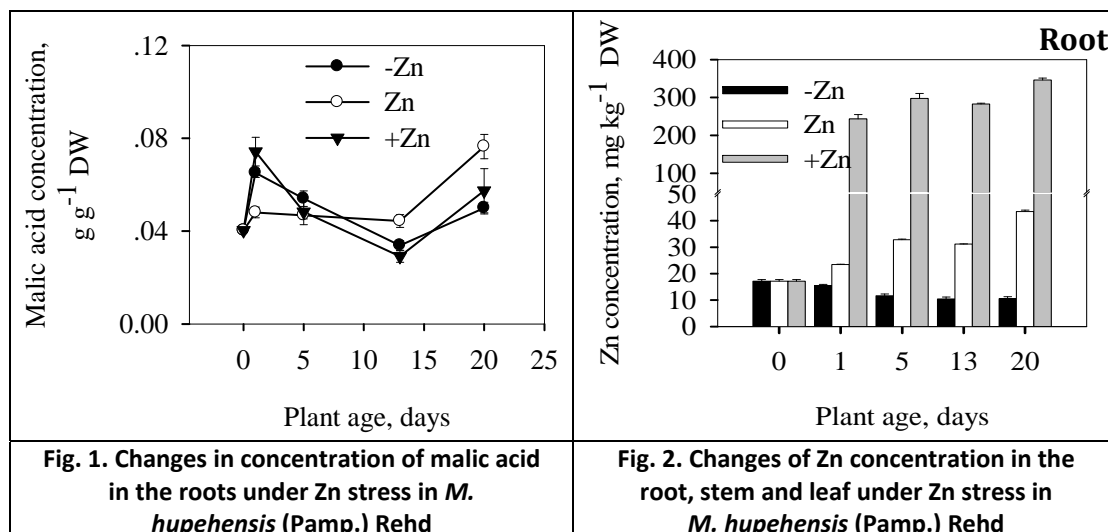 Malic acid concentration,
g g-1 DW
.12
0.08
0.04
0.00
-Zn
Zn
+Zn
0 5 10 15 20 25
Plant age, days
Fig. 1. Changes in concentration of malic acid
in the roots under Zn stress in M.
hupehensis (Pamp.) Rehd
Root
Zn concentration, mg kg-1 DW
400
300
200
100
50
40
30
20
10
0
-Zn
Zn
+Zn
0 1 5 13 20
Plant age, days
Fig. 2. Changes of Zn concentration in the
root, stem and leaf under Zn stress in
M. hupehensis (Pamp.) Rehd